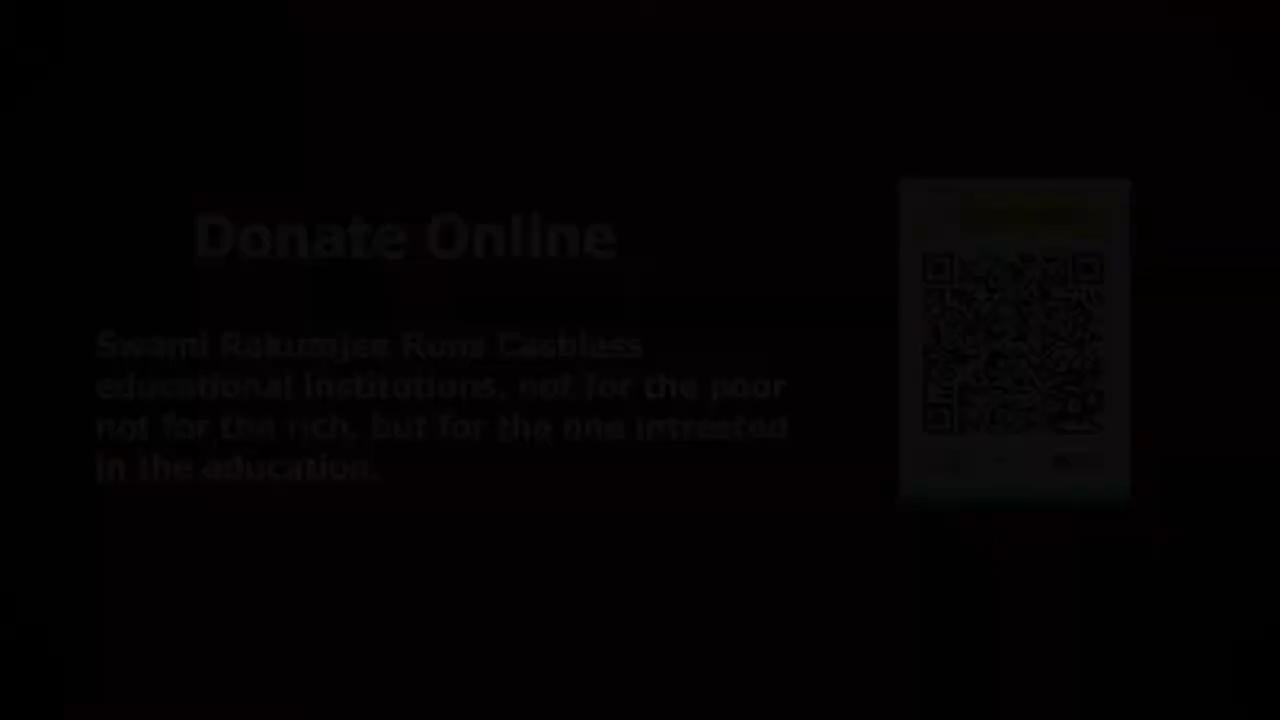 Donate Online
Swami Ramumjee Runs Cashless
educational institutions, not for the poor
not for the rich, but for the one intrested
in the education.